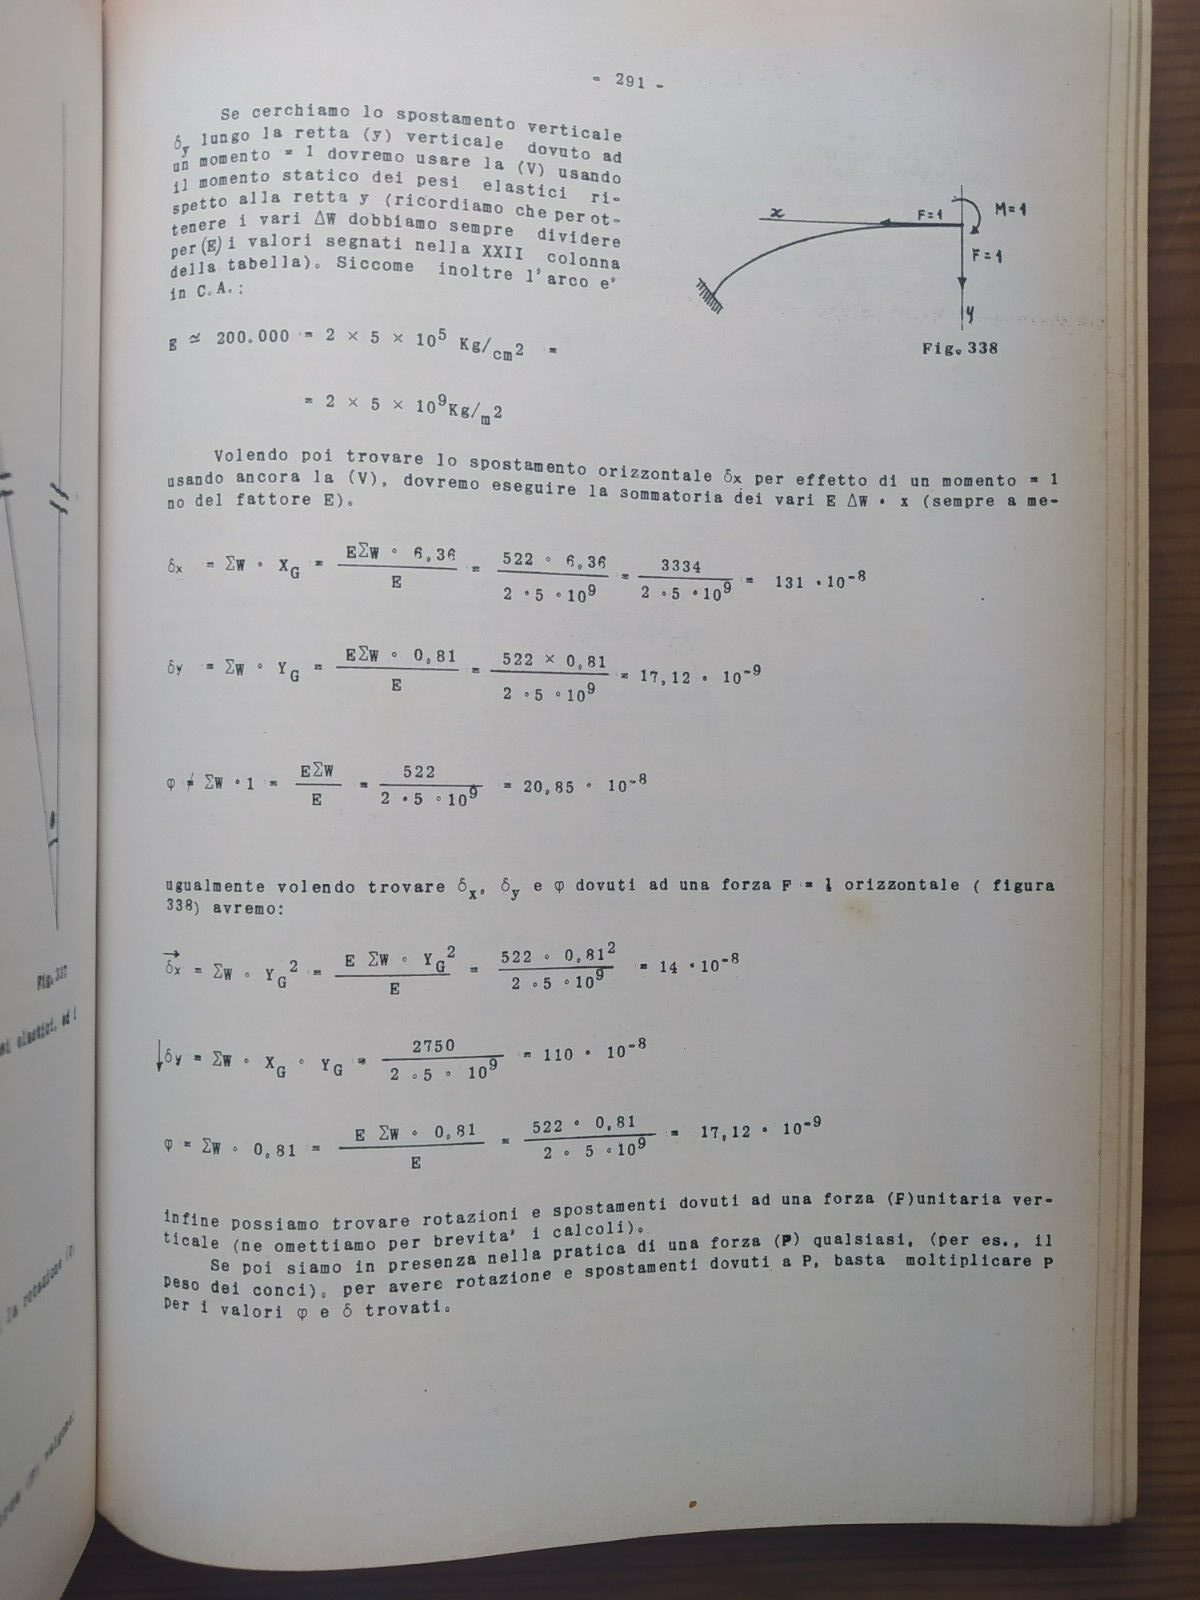 - 291 -
Se cerchiamo lo spostamento verticale
δy lungo la retta (y) verticale dovuto ad
un momento = 1 dovremo usare la (V) usando
il momento statico dei pesi elastici ri-
spetto alla retta y (ricordiamo che per ot-
tenere i vari ΔW dobbiamo sempre dividere
per (E) i valori segnati nella XXII colonna
della tabella). Siccome inoltre l'arco e'
in C.A.:
x F=1 M=1
F=1
y
Fig. 338
E ≃ 200.000 = 2 × 5 × 10⁵ Kg/cm2 =
= 2 × 5 × 10⁹ Kg/m2
Volendo poi trovare lo spostamento orizzontale δx per effetto di un momento = 1
usando ancora la (V), dovremo eseguire la sommatoria dei vari E ΔW . x (sempre a me-
no del fattore E).
δx = ΣW . X_G = EΣW . 6,36 / E = 522 . 6,36 / 2 . 5 . 10⁹ = 3334 / 2 . 5 . 10⁹ = 131 . 10⁻⁸
δy = ΣW . Y_G = EΣW . 0,81 / E = 522 × 0,81 / 2 . 5 . 10⁹ = 17,12 . 10⁻⁹
φ ≠ ΣW . 1 = EΣW / E = 522 / 2 . 5 . 10⁹ = 20,85 . 10⁻⁸
ugualmente volendo trovare δx, δy e φ dovuti ad una forza F = 1 orizzontale ( figura
338) avremo:
→δx = ΣW . Y_G² = E ΣW . Y_G² / E = 522 . 0,81² / 2 . 5 . 10⁹ = 14 . 10⁻⁸
↓δy = ΣW . X_G . Y_G = 2750 / 2 . 5 . 10⁹ = 110 . 10⁻⁸
φ = ΣW . 0,81 = E ΣW . 0,81 / E = 522 . 0,81 / 2 . 5 . 10⁹ = 17,12 . 10⁻⁹
infine possiamo trovare rotazioni e spostamenti dovuti ad una forza (F) unitaria ver-
ticale (ne omettiamo per brevita' i calcoli).
Se poi siamo in presenza nella pratica di una forza (P) qualsiasi, (per es., il
peso dei conci), per avere rotazione e spostamenti dovuti a P, basta moltiplicare P
per i valori φ e δ trovati.
Fig. 337
elastici, ed i
la rotazione